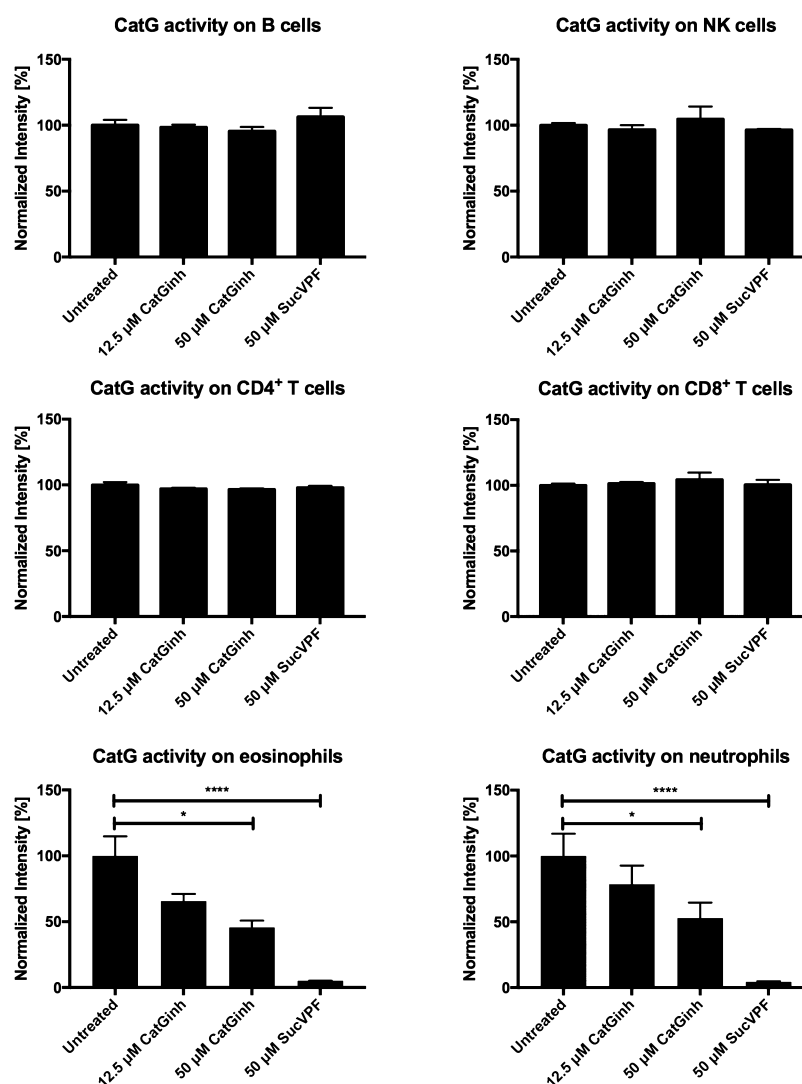 CatG activity on B cells
Normalized Intensity [%]
150
100
50
0
Untreated
12.5 µM CatGinh
50 µM CatGinh
50 µM SucVPF
CatG activity on NK cells
Normalized Intensity [%]
150
100
50
0
Untreated
12.5 µM CatGinh
50 µM CatGinh
50 µM SucVPF
CatG activity on CD4⁺ T cells
Normalized Intensity [%]
150
100
50
0
Untreated
12.5 µM CatGinh
50 µM CatGinh
50 µM SucVPF
CatG activity on CD8⁺ T cells
Normalized Intensity [%]
150
100
50
0
Untreated
12.5 µM CatGinh
50 µM CatGinh
50 µM SucVPF
CatG activity on eosinophils
Normalized Intensity [%]
150
100
50
0
****
*
Untreated
12.5 µM CatGinh
50 µM CatGinh
50 µM SucVPF
CatG activity on neutrophils
Normalized Intensity [%]
150
100
50
0
****
*
Untreated
12.5 µM CatGinh
50 µM CatGinh
50 µM SucVPF